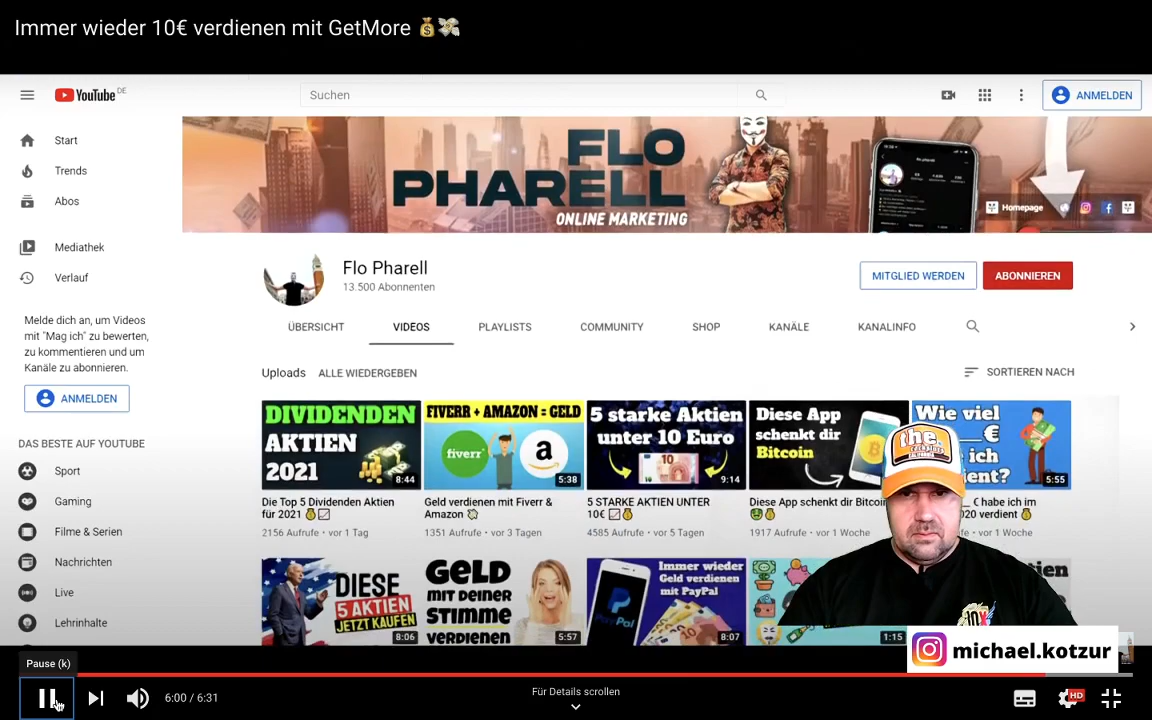 Immer wieder 10€ verdienen mit GetMore 💰💸
YouTube DE
Suchen
ANMELDEN
Start
Trends
Abos
Mediathek
Verlauf
Melde dich an, um Videos
mit "Mag ich" zu bewerten,
zu kommentieren und um
Kanäle zu abonnieren.
ANMELDEN
DAS BESTE AUF YOUTUBE
Sport
Gaming
Filme & Serien
Nachrichten
Live
Lehrinhalte
FLO
PHARELL
ONLINE MARKETING
Homepage
Flo Pharell
13.500 Abonnenten
MITGLIED WERDEN
ABONNIEREN
ÜBERSICHT
VIDEOS
PLAYLISTS
COMMUNITY
SHOP
KANÄLE
KANALINFO
Uploads
ALLE WIEDERGEBEN
SORTIEREN NACH
DIVIDENDEN
AKTIEN
2021
8:44
Die Top 5 Dividenden Aktien
für 2021
2156 Aufrufe • vor 1 Tag
FIVERR + AMAZON = GELD
fiverr
a
5:38
Geld verdienen mit Fiverr &
Amazon
1351 Aufrufe • vor 3 Tagen
5 starke Aktien
unter 10 Euro
9:14
5 STARKE AKTIEN UNTER
10€
4585 Aufrufe • vor 5 Tagen
Diese App
schenkt dir
Bitcoin
Diese App schenkt dir Bitcoin
1917 Aufrufe • vor 1 Woche
Wie viel
€
ich
5:55
€ habe ich im
verdient
• vor 1 Woche
the
DIESE
5 AKTIEN
JETZT KAUFEN
8:06
GELD
MIT DEINER
STIMME
VERDIENEN
5:57
Immer wieder
Geld verdienen
mit PayPal
PayPal
8:07
1:15
michael.kotzur
Pause (k)
6:00 / 6:31
Für Details scrollen
HD